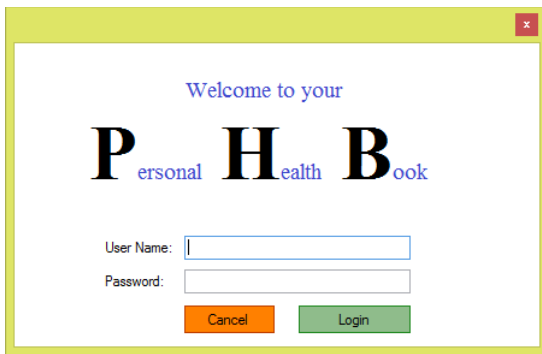 x
Welcome to your
Personal Health Book
User Name:
Password:
Cancel Login